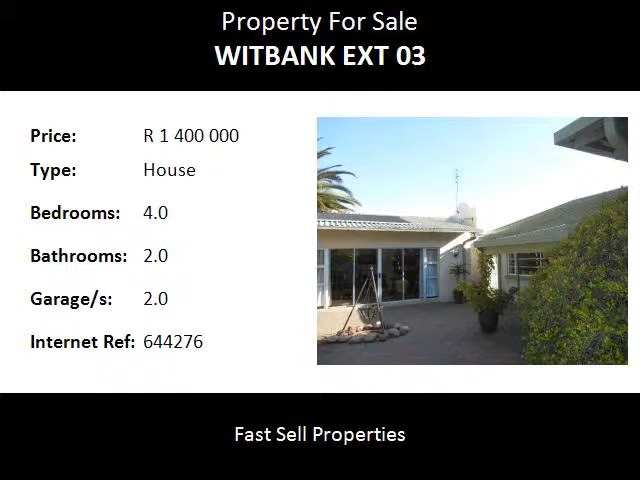 Property For Sale
WITBANK EXT 03
Price: R 1 400 000
Type: House
Bedrooms: 4.0
Bathrooms: 2.0
Garage/s: 2.0
Internet Ref: 644276
Fast Sell Properties